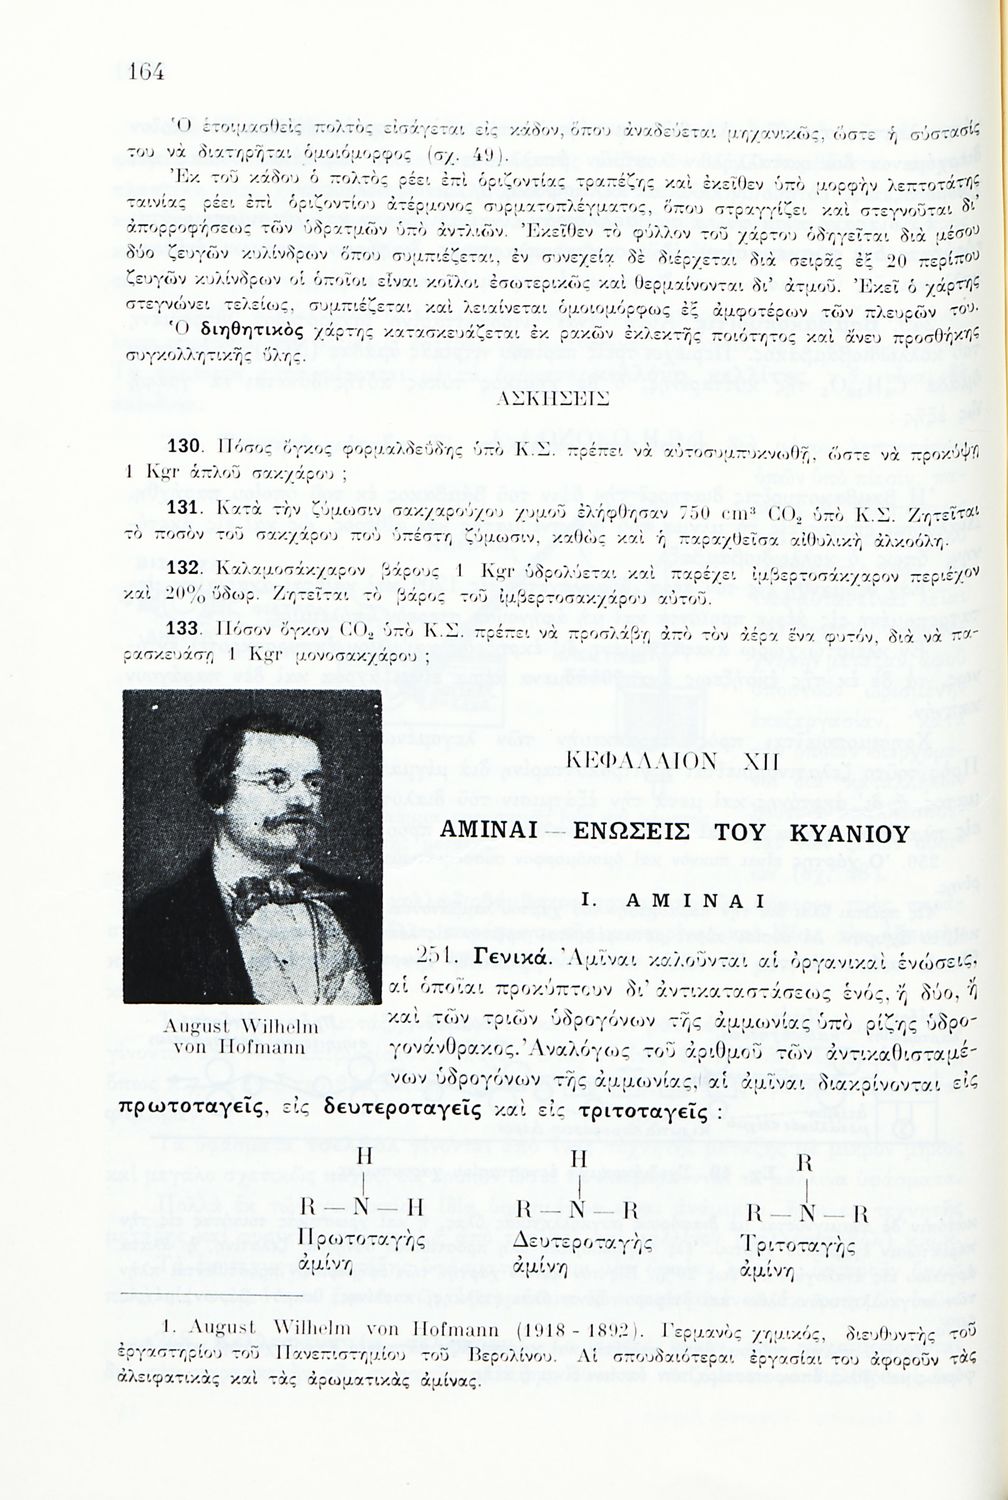 164
Ὁ ἑτοιμασθεὶς πολτὸς εἰσάγεται εἰς κάδον, ὅπου ἀναδεύεται μηχανικῶς, ὥστε ἡ σύστασίς
του νὰ διατηρῆται ὁμοιόμορφος (σχ. 49).
Ἐκ τοῦ κάδου ὁ πολτὸς ρέει ἐπὶ ὁριζοντίας τραπέζης καὶ ἐκεῖθεν ὑπὸ μορφὴν λεπτοτάτης
ταινίας ρέει ἐπὶ ὁριζοντίου ἀτέρμονος συρματοπλέγματος, ὅπου στραγγίζει καὶ στεγνοῦται δι'
ἀπορροφήσεως τῶν ὑδρατμῶν ὑπὸ ἀντλιῶν. Ἐκεῖθεν τὸ φύλλον τοῦ χάρτου ὁδηγεῖται διὰ μέσου
δύο ζευγῶν κυλίνδρων ὅπου συμπιέζεται, ἐν συνεχείᾳ δὲ διέρχεται διὰ σειρᾶς ἐξ 20 περίπου
ζευγῶν κυλίνδρων οἱ ὁποῖοι εἶναι κοῖλοι ἐσωτερικῶς καὶ θερμαίνονται δι' ἀτμοῦ. Ἐκεῖ ὁ χάρτης
στεγνώνει τελείως, συμπιέζεται καὶ λειαίνεται ὁμοιομόρφως ἐξ ἀμφοτέρων τῶν πλευρῶν του.
Ὁ διηθητικὸς χάρτης κατασκευάζεται ἐκ ρακῶν ἐκλεκτῆς ποιότητος καὶ ἄνευ προσθήκης
συγκολλητικῆς ὕλης.
ΑΣΚΗΣΕΙΣ
130. Πόσος ὄγκος φορμαλδεΰδης ὑπὸ Κ.Σ. πρέπει νὰ αὐτοσυμπυκνωθῇ, ὥστε νὰ προκύψῃ
1 Kgr ἁπλοῦ σακχάρου ;
131. Κατὰ τὴν ζύμωσιν σακχαρούχου χυμοῦ ἐλήφθησαν 750 cm³ CO₂ ὑπὸ Κ.Σ. Ζητεῖται
τὸ ποσὸν τοῦ σακχάρου ποὺ ὑπέστη ζύμωσιν, καθὼς καὶ ἡ παραχθεῖσα αἰθυλικὴ ἀλκοόλη.
132. Καλαμοσάκχαρον βάρους 1 Kgr ὑδρολύεται καὶ παρέχει ἰμβερτοσάκχαρον περιέχον
καὶ 20% ὕδωρ. Ζητεῖται τὸ βάρος τοῦ ἰμβερτοσακχάρου αὐτοῦ.
133. Πόσον ὄγκον CO₂ ὑπὸ Κ.Σ. πρέπει νὰ προσλάβῃ ἀπὸ τὸν ἀέρα ἕνα φυτόν, διὰ νὰ πα-
ρασκευάσῃ 1 Kgr μονοσακχάρου ;
ΚΕΦΑΛΑΙΟΝ XII
ΑΜΙΝΑΙ – ΕΝΩΣΕΙΣ ΤΟΥ ΚΥΑΝΙΟΥ
I. ΑΜΙΝΑΙ
251. Γενικά. Ἀμῖναι καλοῦνται αἱ ὀργανικαὶ ἑνώσεις,
αἱ ὁποῖαι προκύπτουν δι' ἀντικαταστάσεως ἑνός, ἢ δύο, ἢ
καὶ τῶν τριῶν ὑδρογόνων τῆς ἀμμωνίας ὑπὸ ρίζης ὑδρο-
γονάνθρακος. Ἀναλόγως τοῦ ἀριθμοῦ τῶν ἀντικαθισταμέ-
νων ὑδρογόνων τῆς ἀμμωνίας, αἱ ἀμῖναι διακρίνονται εἰς
πρωτοταγεῖς, εἰς δευτεροταγεῖς καὶ εἰς τριτοταγεῖς :
August Wilhelm
von Hofmann
H H R
| | |
R — N — H R — N — R R — N — R
Πρωτοταγὴς Δευτεροταγὴς Τριτοταγὴς
ἀμίνη ἀμίνη ἀμίνη
1. August Wilhelm von Hofmann (1918 - 1892). Γερμανὸς χημικός, διευθυντὴς τοῦ
ἐργαστηρίου τοῦ Πανεπιστημίου τοῦ Βερολίνου. Αἱ σπουδαιότεραι ἐργασίαι του ἀφοροῦν τὰς
ἀλειφατικὰς καὶ τὰς ἀρωματικὰς ἀμίνας.